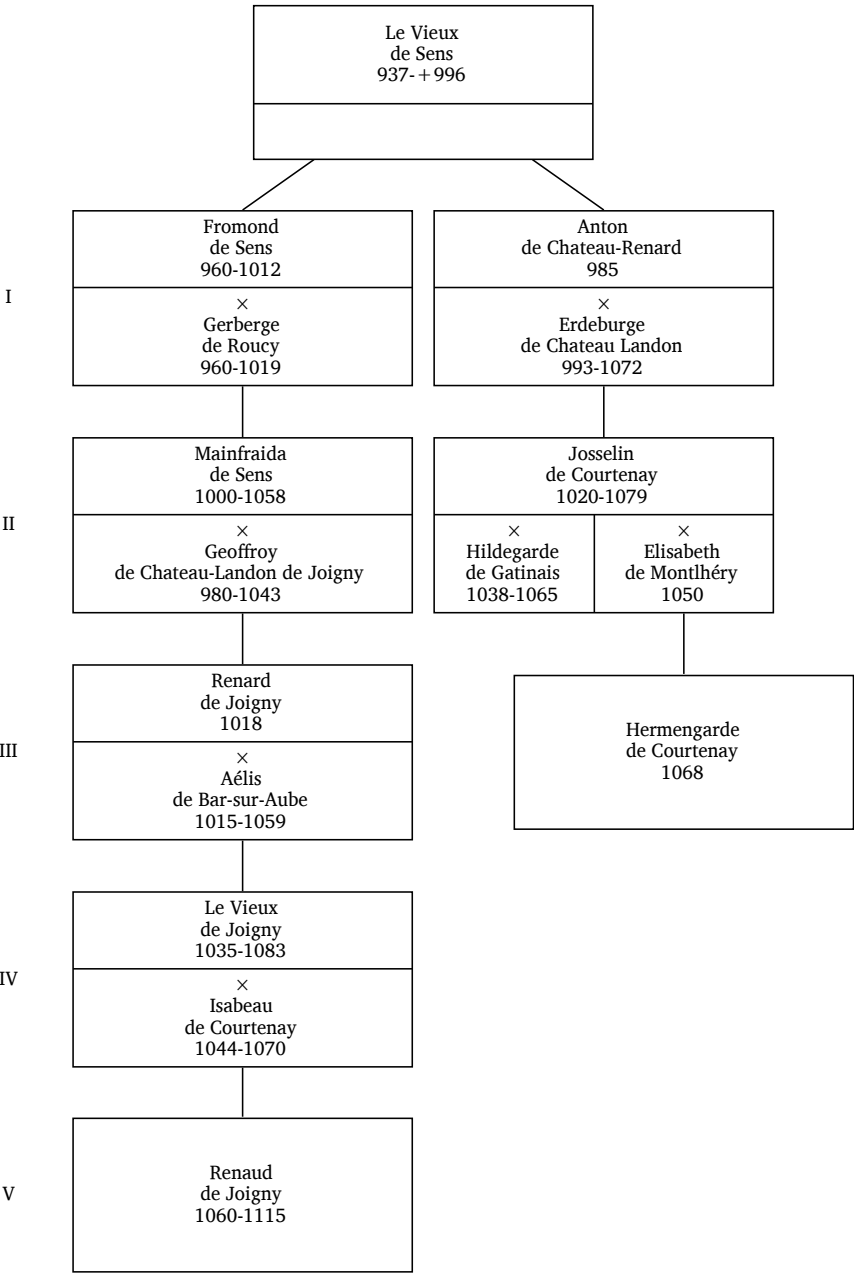 Le Vieux
de Sens
937-+996
I
Fromond
de Sens
960-1012
×
Gerberge
de Roucy
960-1019
Anton
de Chateau-Renard
985
×
Erdeburge
de Chateau Landon
993-1072
II
Mainfraida
de Sens
1000-1058
×
Geoffroy
de Chateau-Landon de Joigny
980-1043
Josselin
de Courtenay
1020-1079
×
Hildegarde
de Gatinais
1038-1065
×
Elisabeth
de Montlhéry
1050
III
Renard
de Joigny
1018
×
Aélis
de Bar-sur-Aube
1015-1059
Hermengarde
de Courtenay
1068
IV
Le Vieux
de Joigny
1035-1083
×
Isabeau
de Courtenay
1044-1070
V
Renaud
de Joigny
1060-1115